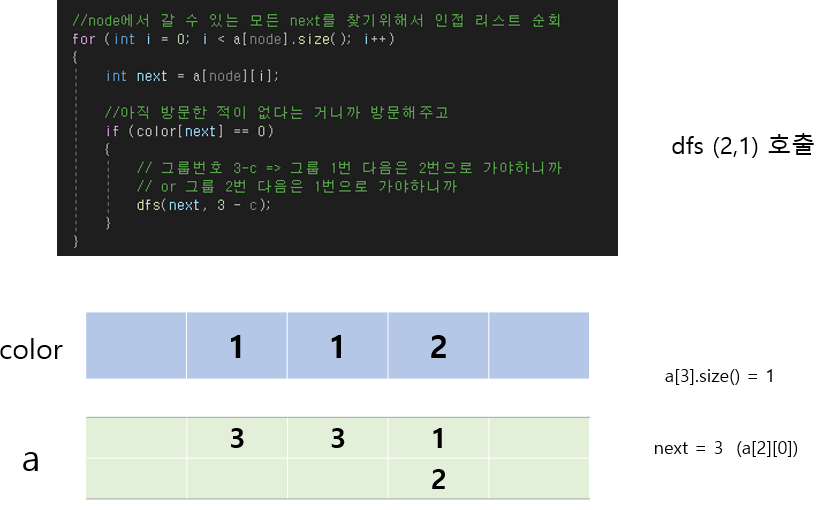 //node에서 갈 수 있는 모든 next를 찾기위해서 인접 리스트 순회
for (int i = 0; i < a[node].size(); i++)
{
int next = a[node][i];
//아직 방문한 적이 없다는 거니까 방문해주고
if (color[next] == 0)
{
// 그룹번호 3-c => 그룹 1번 다음은 2번으로 가야하니까
// or 그룹 2번 다음은 1번으로 가야하니까
dfs(next, 3 - c);
}
}
dfs (2,1) 호출
color 1 1 2
a[3].size() = 1
a 3 3 1
2
next = 3 (a[2][0])